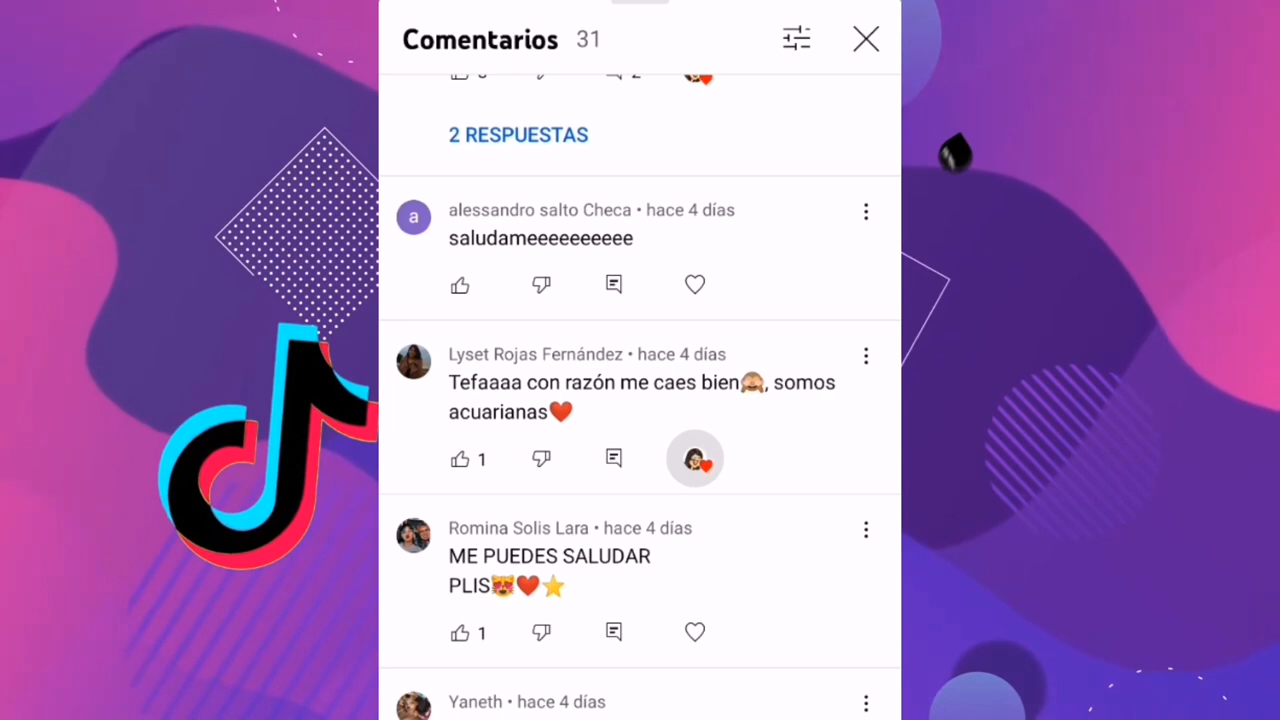 Comentarios 31
2 RESPUESTAS
a
alessandro salto Checa • hace 4 días
saludameeeeeeeeee
Lyset Rojas Fernández • hace 4 días
Tefaaaa con razón me caes bien🙈, somos
acuarianas❤️
1
Romina Solis Lara • hace 4 días
ME PUEDES SALUDAR
PLIS😻❤️⭐
1
Yaneth • hace 4 días